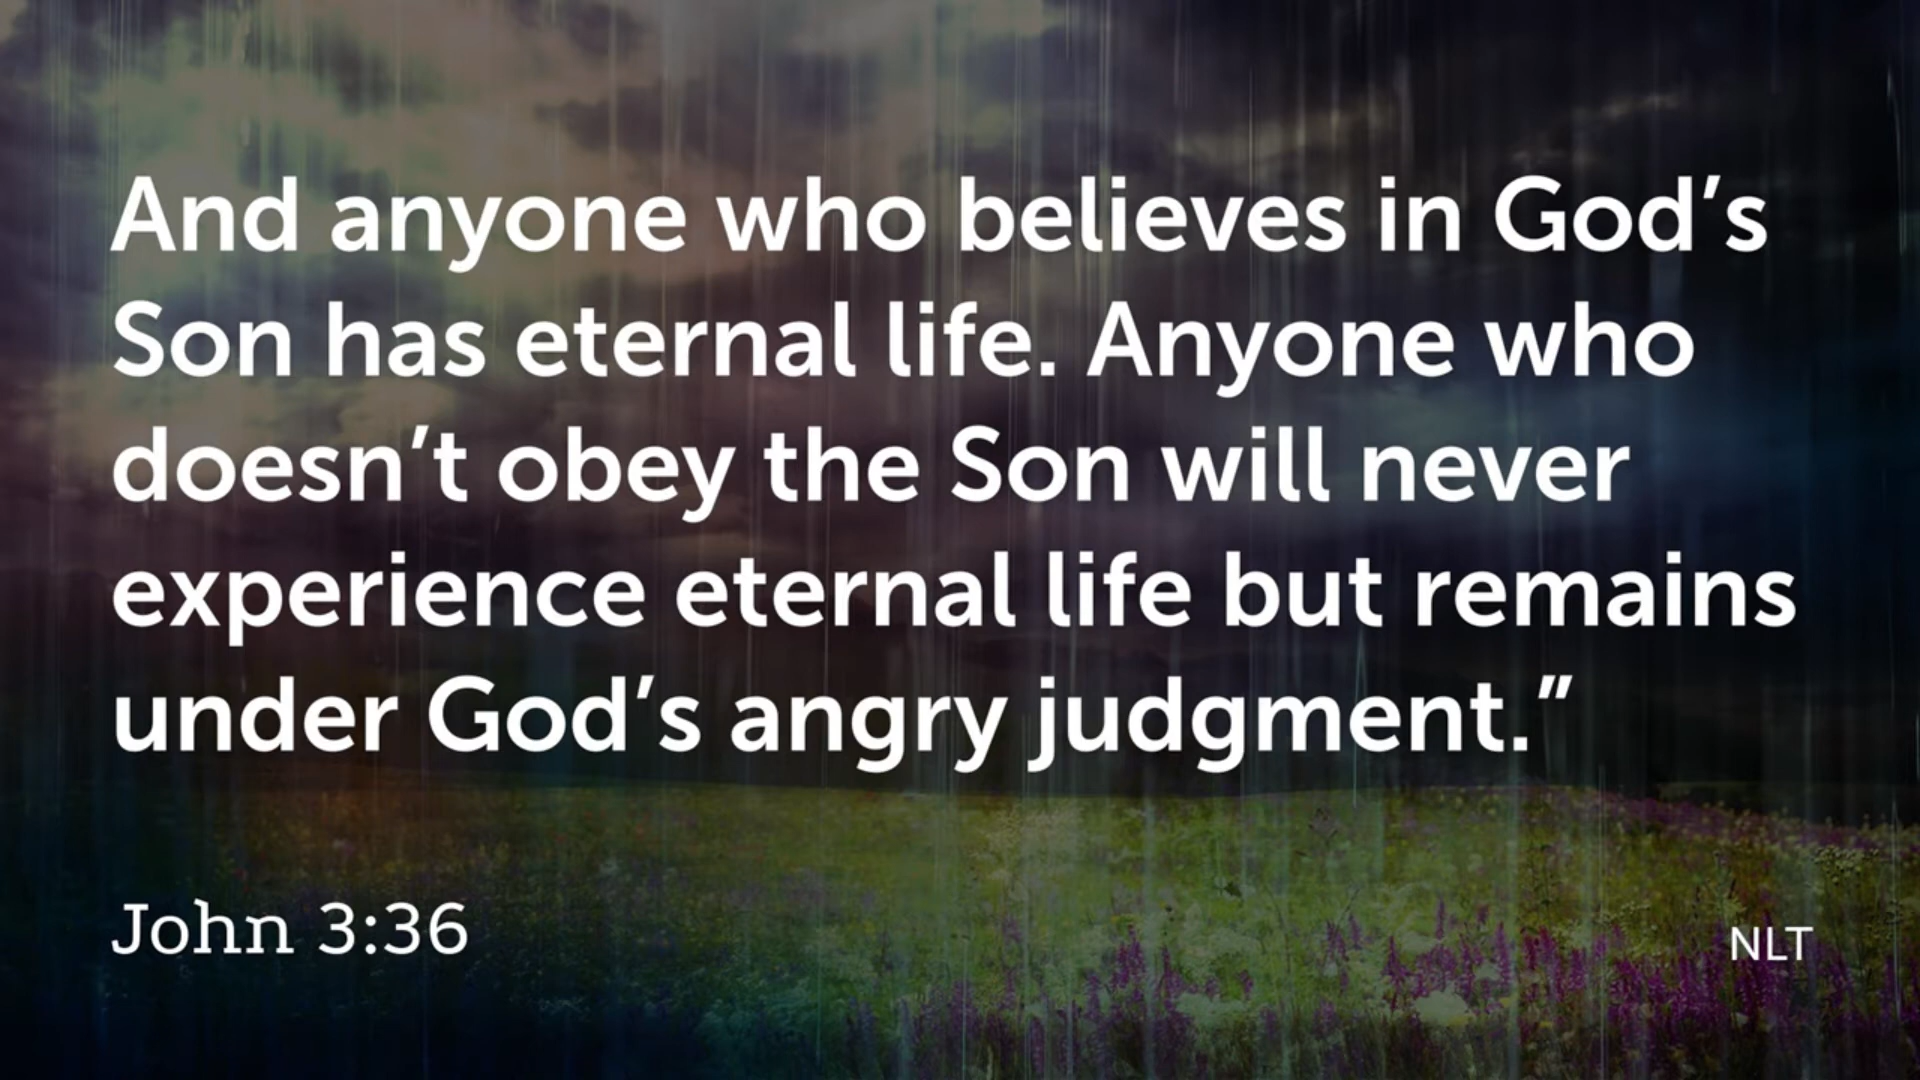 And anyone who believes in God’s
Son has eternal life. Anyone who
doesn’t obey the Son will never
experience eternal life but remains
under God’s angry judgment.”
John 3:36
NLT